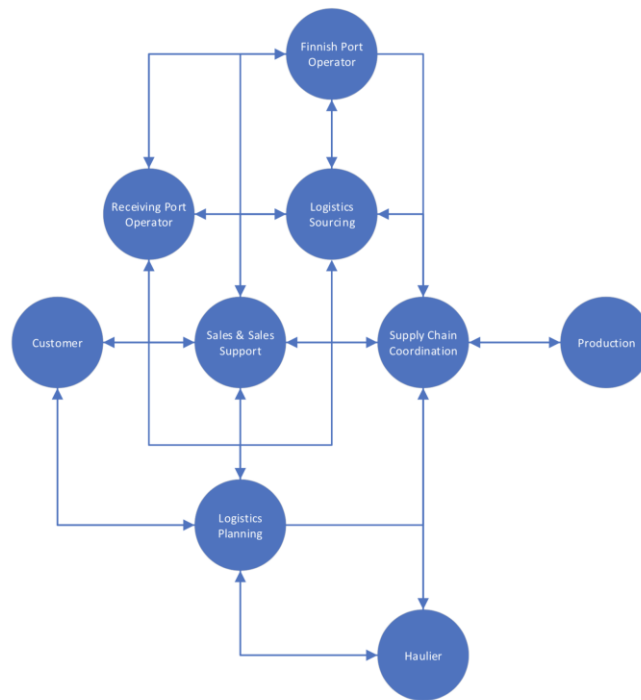 Finnish Port
Operator
Receiving Port
Operator
Logistics
Sourcing
Customer
Sales & Sales
Support
Supply Chain
Coordination
Production
Logistics
Planning
Haulier